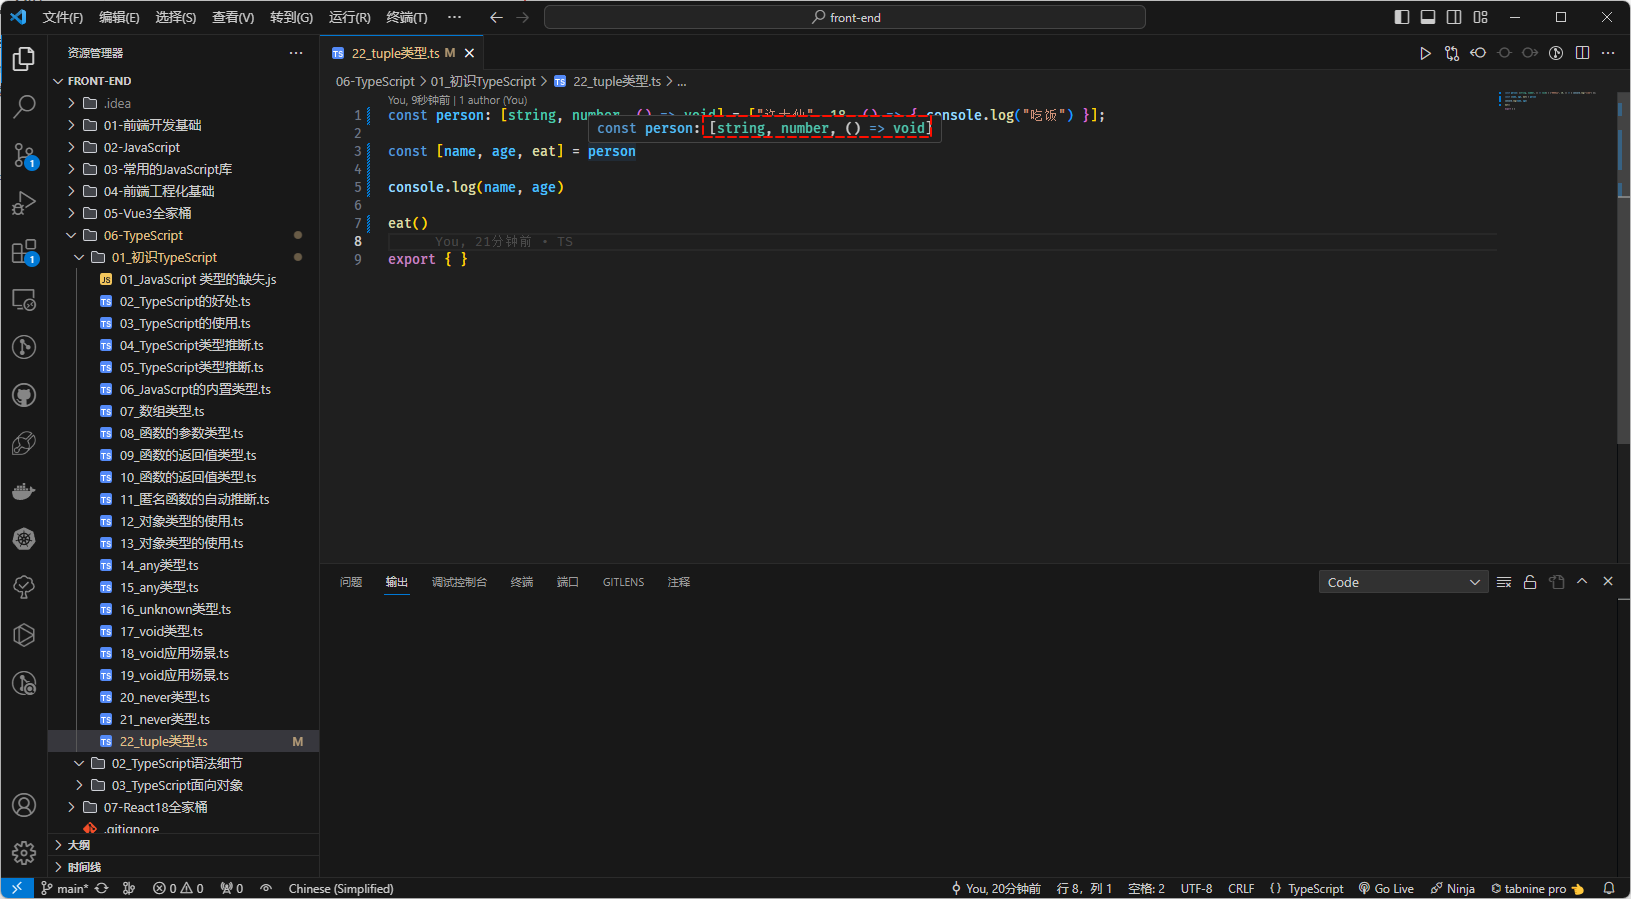 文件(F) 编辑(E) 选择(S) 查看(V) 转到(G) 运行(R) 终端(T) ··· front-end
资源管理器
FRONT-END
.idea
01-前端开发基础
02-JavaScript
03-常用的JavaScript库
04-前端工程化基础
05-Vue3全家桶
06-TypeScript
01_初识TypeScript
01_JavaScript 类型的缺失.js
02_TypeScript的好处.ts
03_TypeScript的使用.ts
04_TypeScript类型推断.ts
05_TypeScript类型推断.ts
06_JavaScrpt的内置类型.ts
07_数组类型.ts
08_函数的参数类型.ts
09_函数的返回值类型.ts
10_函数的返回值类型.ts
11_匿名函数的自动推断.ts
12_对象类型的使用.ts
13_对象类型的使用.ts
14_any类型.ts
15_any类型.ts
16_unknown类型.ts
17_void类型.ts
18_void应用场景.ts
19_void应用场景.ts
20_never类型.ts
21_never类型.ts
22_tuple类型.ts M
02_TypeScript语法细节
03_TypeScript面向对象
07-React18全家桶
.gitignore
大纲
时间线
22_tuple类型.ts M
06-TypeScript > 01_初识TypeScript > TS 22_tuple类型.ts > ...
You, 9秒钟前 | 1 author (You)
1 const person: [string, number, () => void] = [ 18, () => { console.log("吃饭") }];
const person: [string, number, () => void]
2
3 const [name, age, eat] = person
4
5 console.log(name, age)
6
7 eat()
8 You, 21分钟前 • TS
9 export { }
问题 输出 调试控制台 终端 端口 GITLENS 注释 Code
main* 0 0 0 Chinese (Simplified) You, 20分钟前 行 8，列 1 空格: 2 UTF-8 CRLF {} TypeScript Go Live Ninja tabnine pro